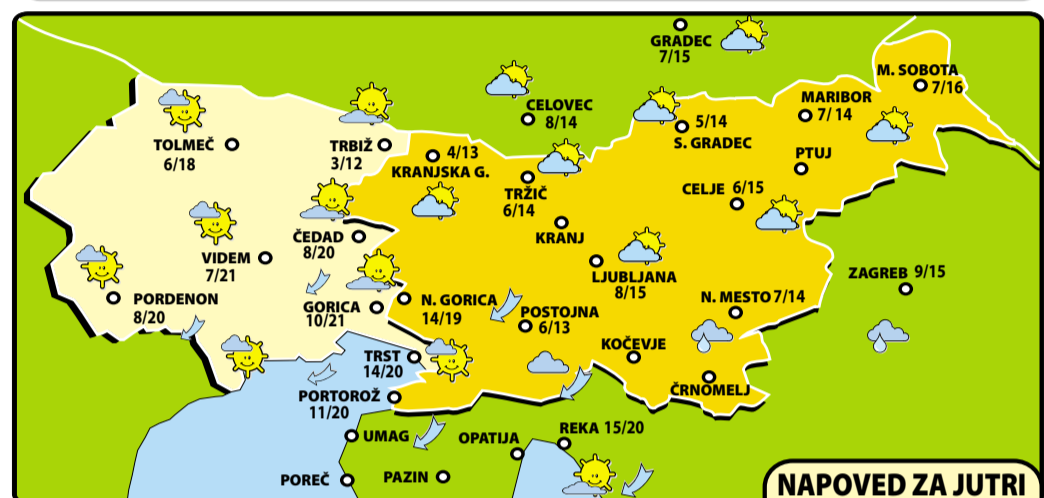 GRADEC
7/15
M. SOBOTA
7/16
CELOVEC
8/14
MARIBOR
7/ 14
5/14
S. GRADEC
TOLMEČ
6/18
TRBIŽ
3/12
4/13
KRANJSKA G.
PTUJ
TRŽIČ
6/14
CELJE 6/15
KRANJ
ČEDAD
8/20
VIDEM
7/21
LJUBLJANA
8/15
ZAGREB 9/15
PORDENON
8/20
GORICA
10/21
N. GORICA
14/19
N. MESTO 7/14
POSTOJNA
6/13
KOČEVJE
TRST
14/20
ČRNOMELJ
PORTOROŽ
11/20
UMAG
OPATIJA
REKA 15/20
POREČ
PAZIN
NAPOVED ZA JUTRI